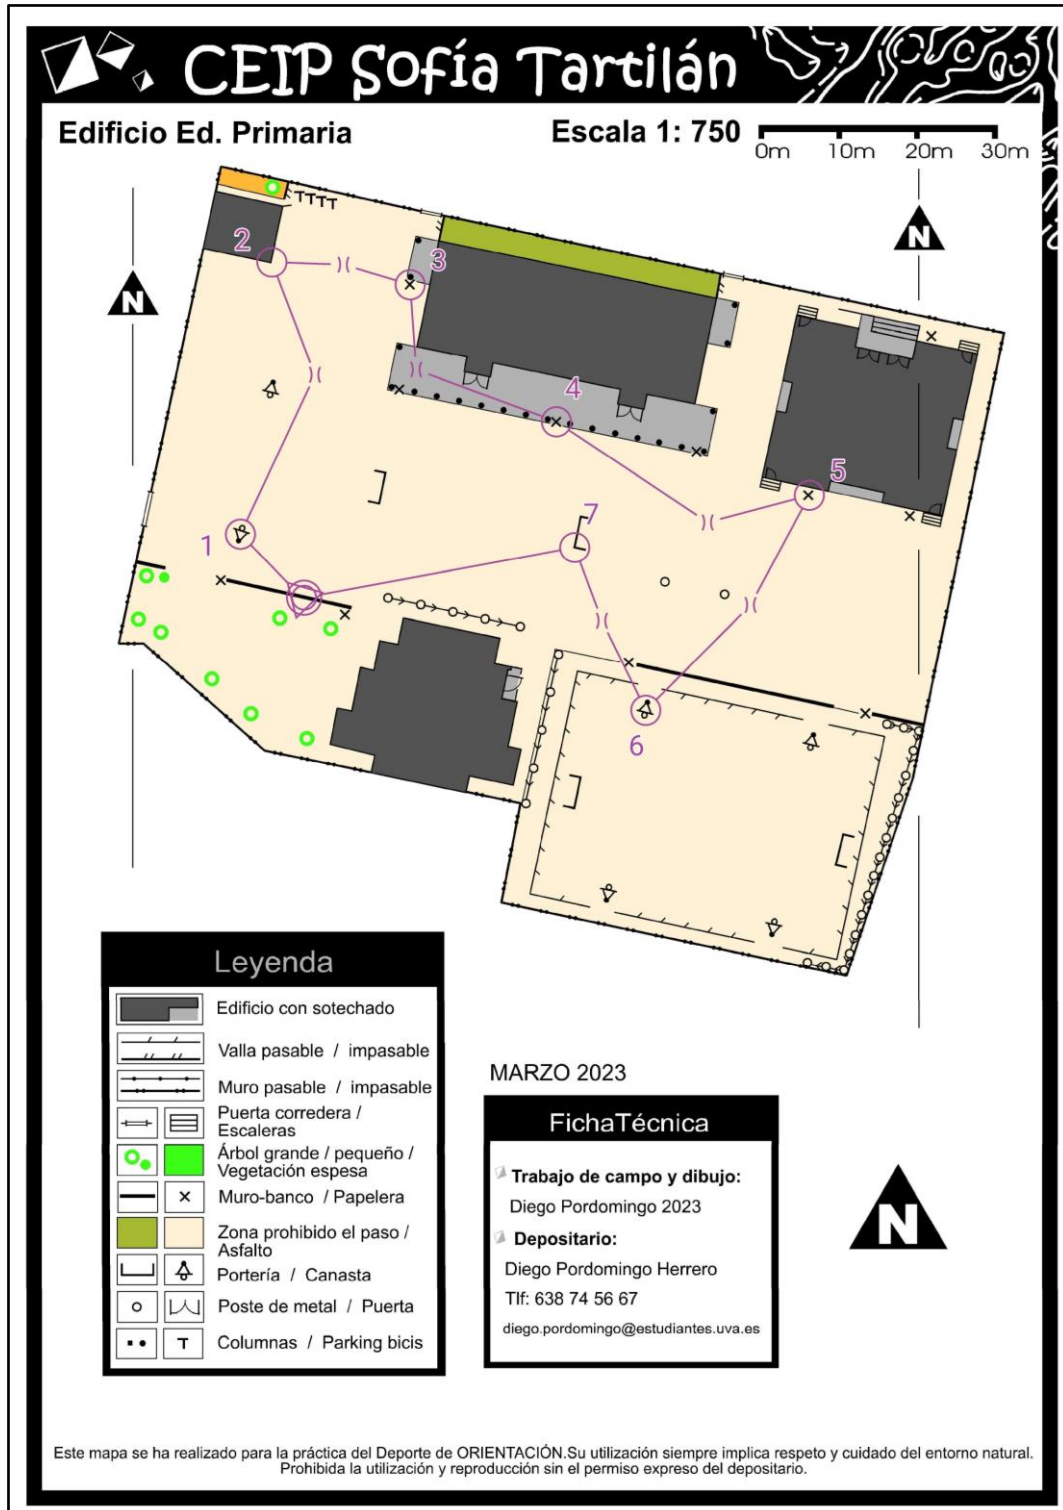 CEIP Sofía Tartilán
Edificio Ed. Primaria
Escala 1: 750
0m 10m 20m 30m
N
N
2
3
4
5
7
1
6
Leyenda
Edificio con sotechado
Valla pasable / impasable
Muro pasable / impasable
Puerta corredera /
Escaleras
Árbol grande / pequeño /
Vegetación espesa
Muro-banco / Papelera
Zona prohibido el paso /
Asfalto
Portería / Canasta
Poste de metal / Puerta
Columnas / Parking bicis
MARZO 2023
FichaTécnica
Trabajo de campo y dibujo:
Diego Pordomingo 2023
Depositario:
Diego Pordomingo Herrero
Tlf: 638 74 56 67
diego.pordomingo@estudiantes.uva.es
N
Este mapa se ha realizado para la práctica del Deporte de ORIENTACIÓN.Su utilización siempre implica respeto y cuidado del entorno natural.
Prohibida la utilización y reproducción sin el permiso expreso del depositario.